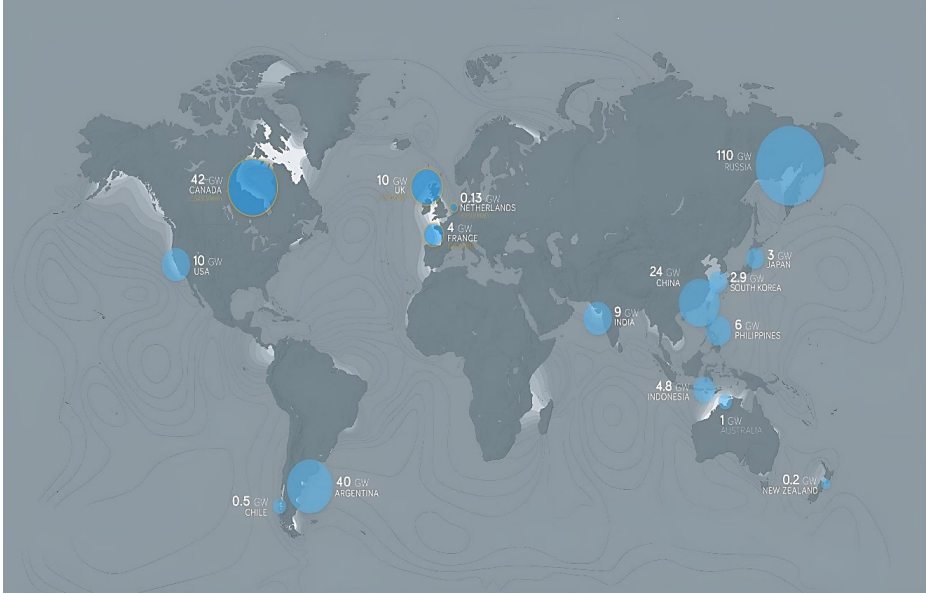 42 GW
CANADA
10 GW
USA
10 GW
UK
0.13 GW
NETHERLANDS
4 GW
FRANCE
110 GW
RUSSIA
3 GW
JAPAN
24 GW
CHINA
2.9 GW
SOUTH KOREA
9 GW
INDIA
6 GW
PHILIPPINES
4.8 GW
INDONESIA
1 GW
AUSTRALIA
0.2 GW
NEW ZEALAND
40 GW
ARGENTINA
0.5 GW
CHILE